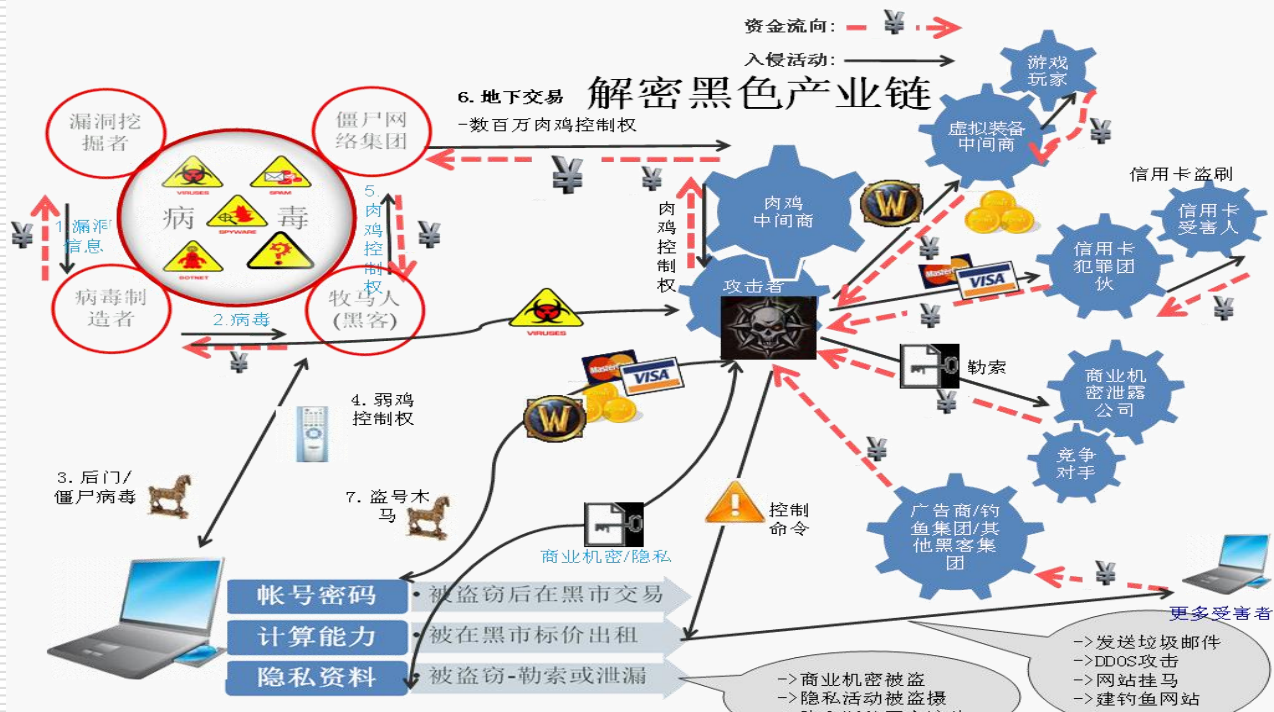 资金流向:
¥
入侵活动:
解密黑色产业链
游戏
玩家
虚拟装备
中间商
¥
漏洞挖
掘者
僵尸网
络集团
6.地下交易
-数百万肉鸡控制权
¥
¥
VIRUSES
SPAM
病
毒
SPYWARE
BOTNET
¥
1.漏洞
信息
5.
肉
鸡
控
制
权
¥
肉
鸡
控
制
权
肉鸡
中间商
W
信用卡盗刷
信用卡
受害人
信用卡
犯罪团
伙
¥
¥
MasterCard
VISA
¥
病毒制
造者
牧马人
(黑客)
2.病毒
¥
VIRUSES
攻击者
¥
勒索
¥
商业机
密泄露
公司
竞争
对手
MasterCard
VISA
W
4.弱鸡
控制权
3.后门/
僵尸病毒
7.盗号木
马
商业机密/隐私
控制
命令
¥
广告商/钓
鱼集团/其
他黑客集
团
¥
更多受害者
帐号密码
• 被盗窃后在黑市交易
计算能力
• 被在黑市标价出租
隐私资料
• 被盗窃-勒索或泄漏
->商业机密被盗
->隐私活动被盗摄
->发送垃圾邮件
->DDOS攻击
->网站挂马
->建钓鱼网站